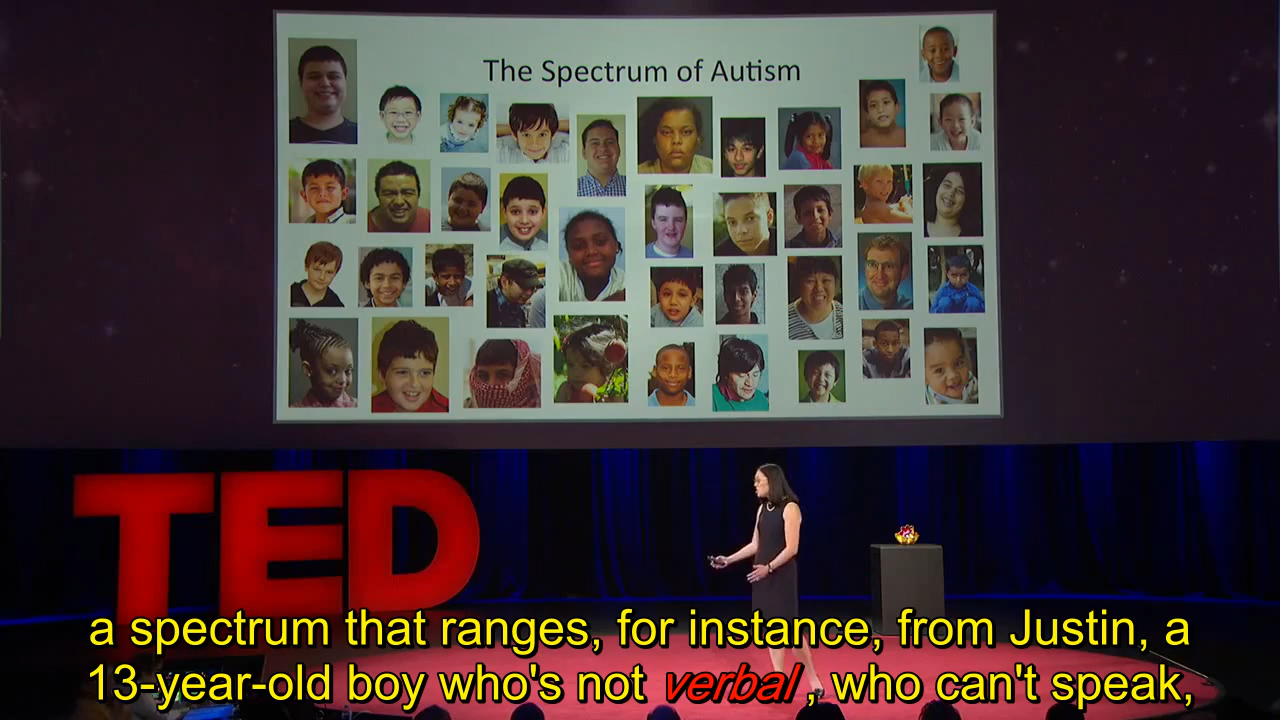 The Spectrum of Autism
TED
a spectrum that ranges, for instance, from Justin, a
13-year-old boy who's not verbal , who can't speak,